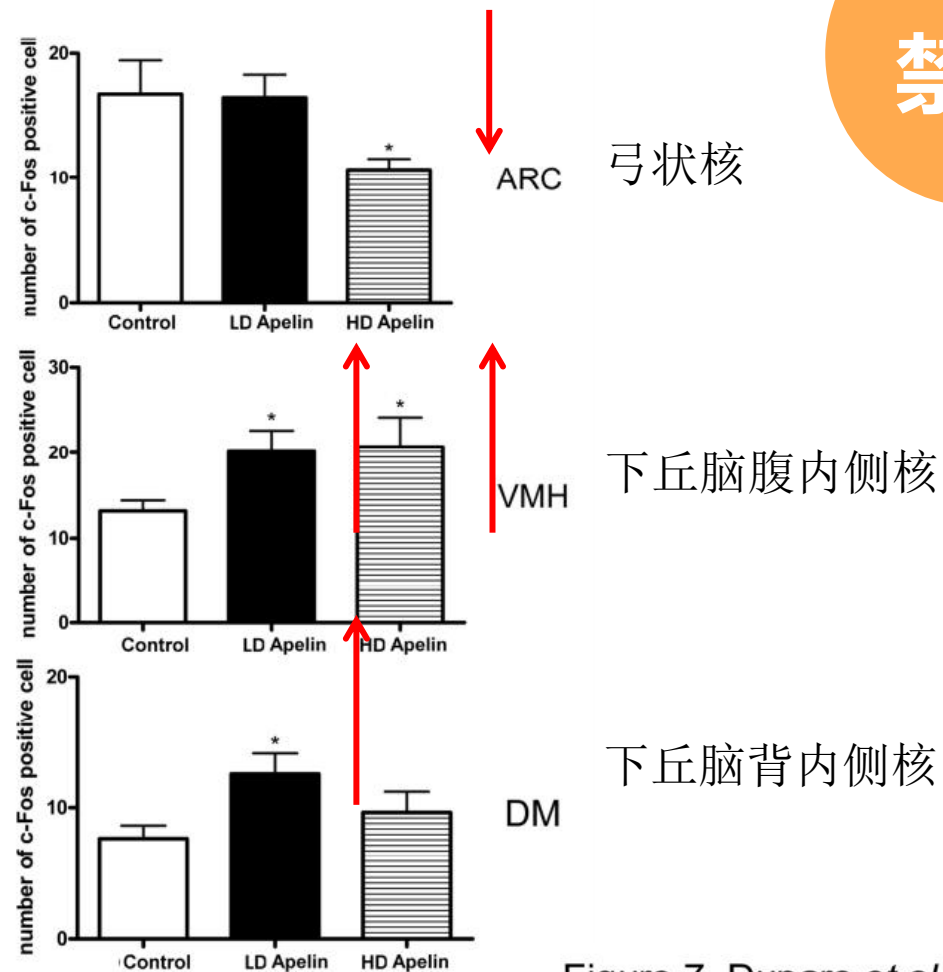 禁
number of c-Fos positive cell
20
10
0
*
Control LD Apelin HD Apelin
ARC
弓状核
number of c-Fos positive cell
30
20
10
0
* *
Control LD Apelin HD Apelin
VMH
下丘脑腹内侧核
number of c-Fos positive cell
20
10
0
*
Control LD Apelin HD Apelin
DM
下丘脑背内侧核